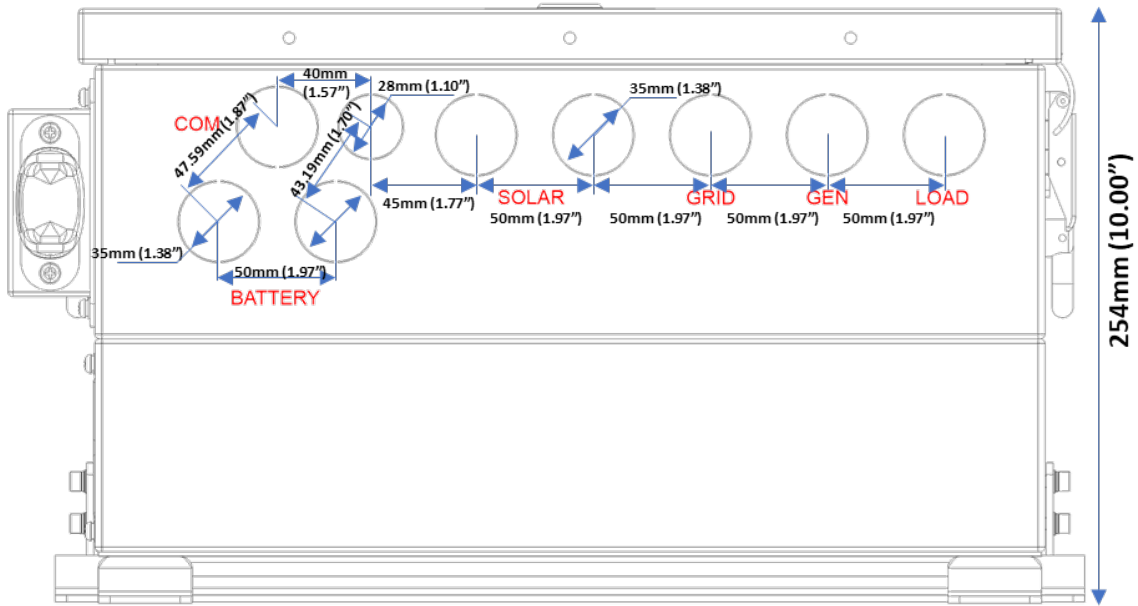 40mm
(1.57")
28mm (1.10")
35mm (1.38")
COM
47.59mm (1.87")
43.19mm (1.70")
45mm (1.77")
SOLAR
GRID
GEN
LOAD
50mm (1.97")
50mm (1.97")
50mm (1.97")
50mm (1.97")
35mm (1.38")
50mm (1.97")
BATTERY
254mm (10.00")